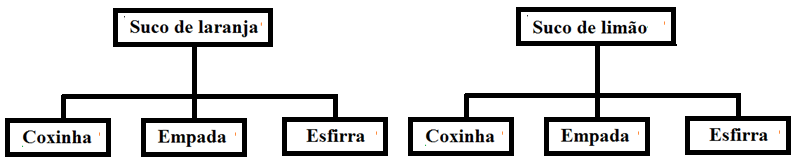 Suco de laranja
Suco de limão
Coxinha
Empada
Esfirra
Coxinha
Empada
Esfirra